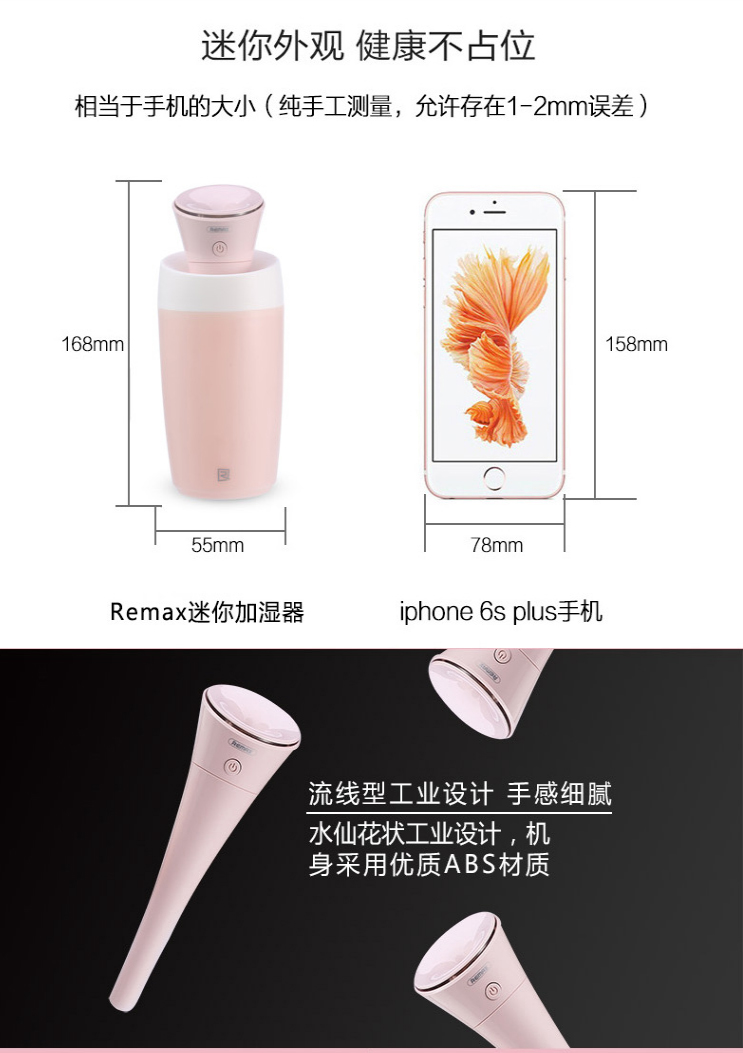 迷你外观 健康不占位
相当于手机的大小（纯手工测量，允许存在1-2mm误差）
168mm
158mm
55mm
78mm
Remax迷你加湿器
iphone 6s plus手机
流线型工业设计 手感细腻
水仙花状工业设计，机
身采用优质ABS材质